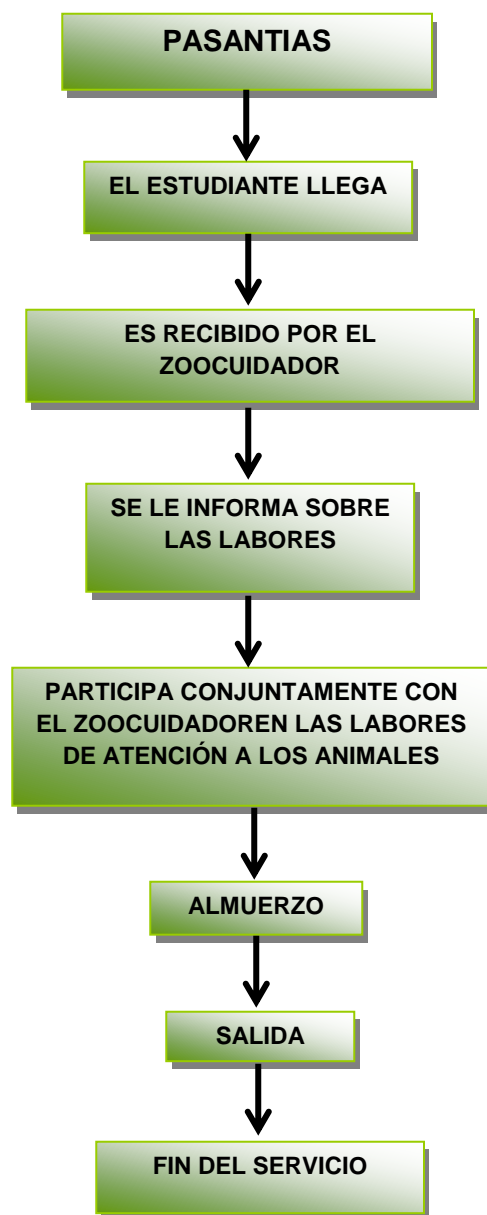 PASANTIAS
EL ESTUDIANTE LLEGA
ES RECIBIDO POR EL
ZOOCUIDADOR
SE LE INFORMA SOBRE
LAS LABORES
PARTICIPA CONJUNTAMENTE CON
EL ZOOCUIDADOREN LAS LABORES
DE ATENCIÓN A LOS ANIMALES
ALMUERZO
SALIDA
FIN DEL SERVICIO